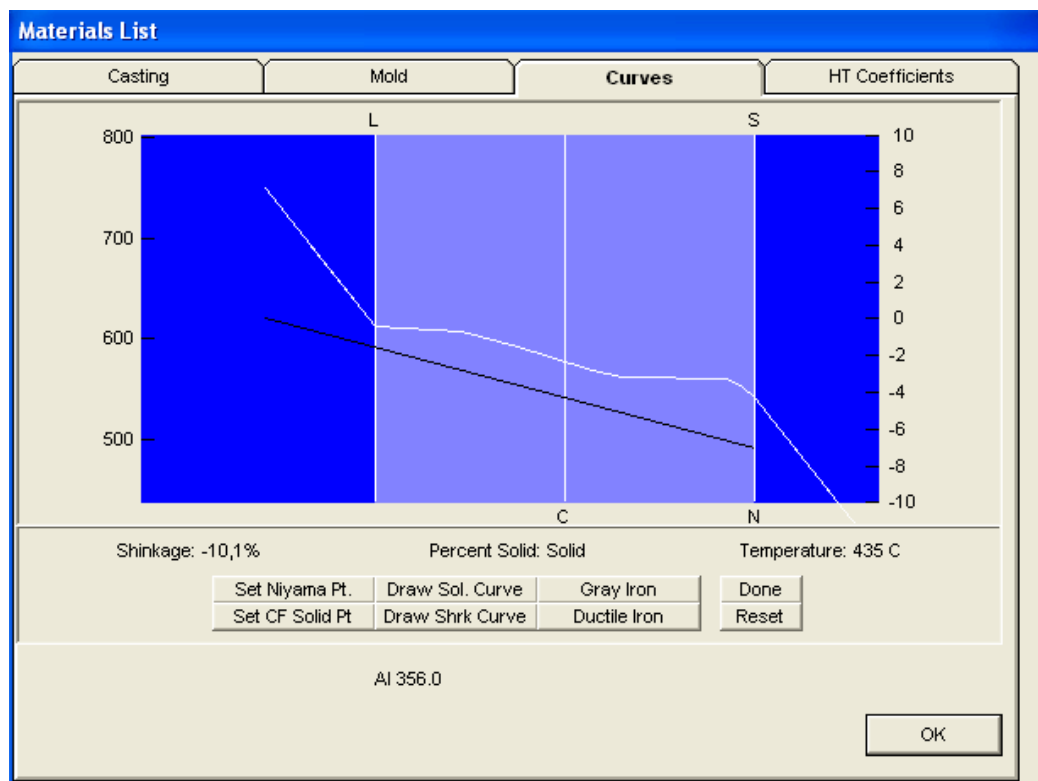 Materials List
Casting Mold Curves HT Coefficients
L S
800 10
8
700 6
4
2
600 0
-2
-4
500 -6
-8
-10
C N
Shinkage: -10,1% Percent Solid: Solid Temperature: 435 C
Set Niyama Pt. Draw Sol. Curve Gray Iron Done
Set CF Solid Pt Draw Shrk Curve Ductile Iron Reset
Al 356.0
OK